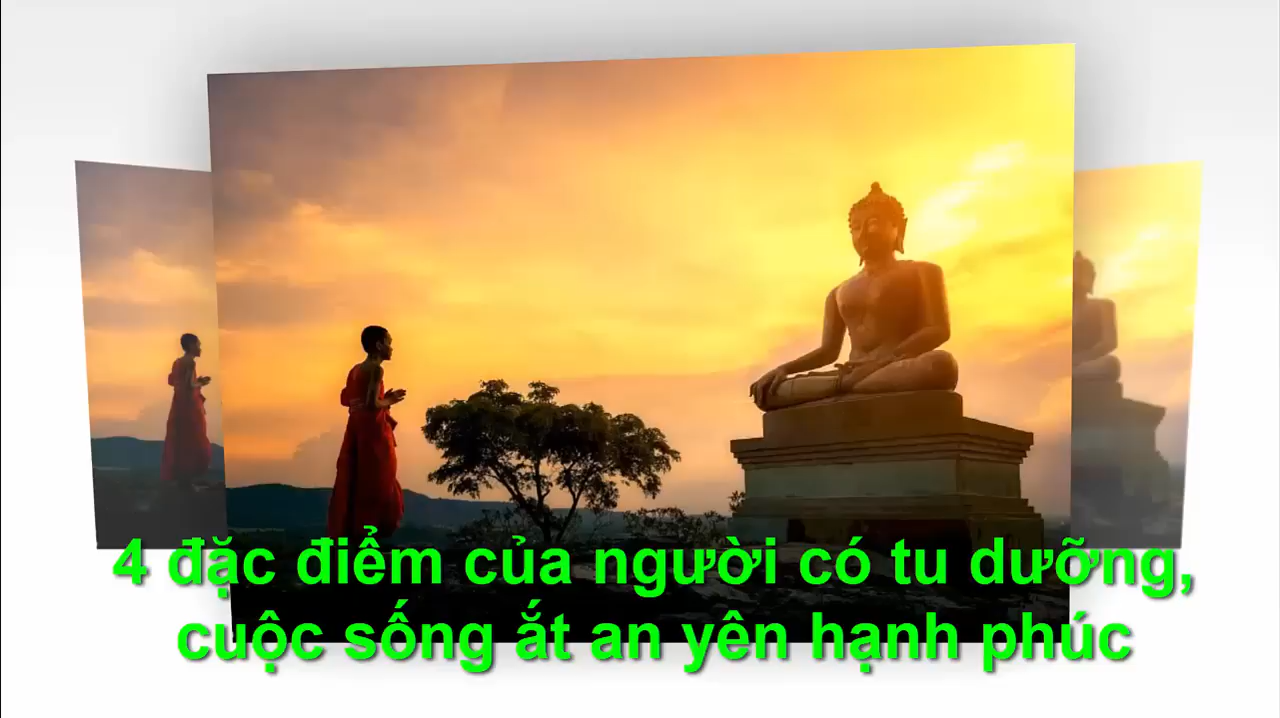 4 đặc điểm của người có tu dưỡng,
cuộc sống ắt an yên hạnh phúc